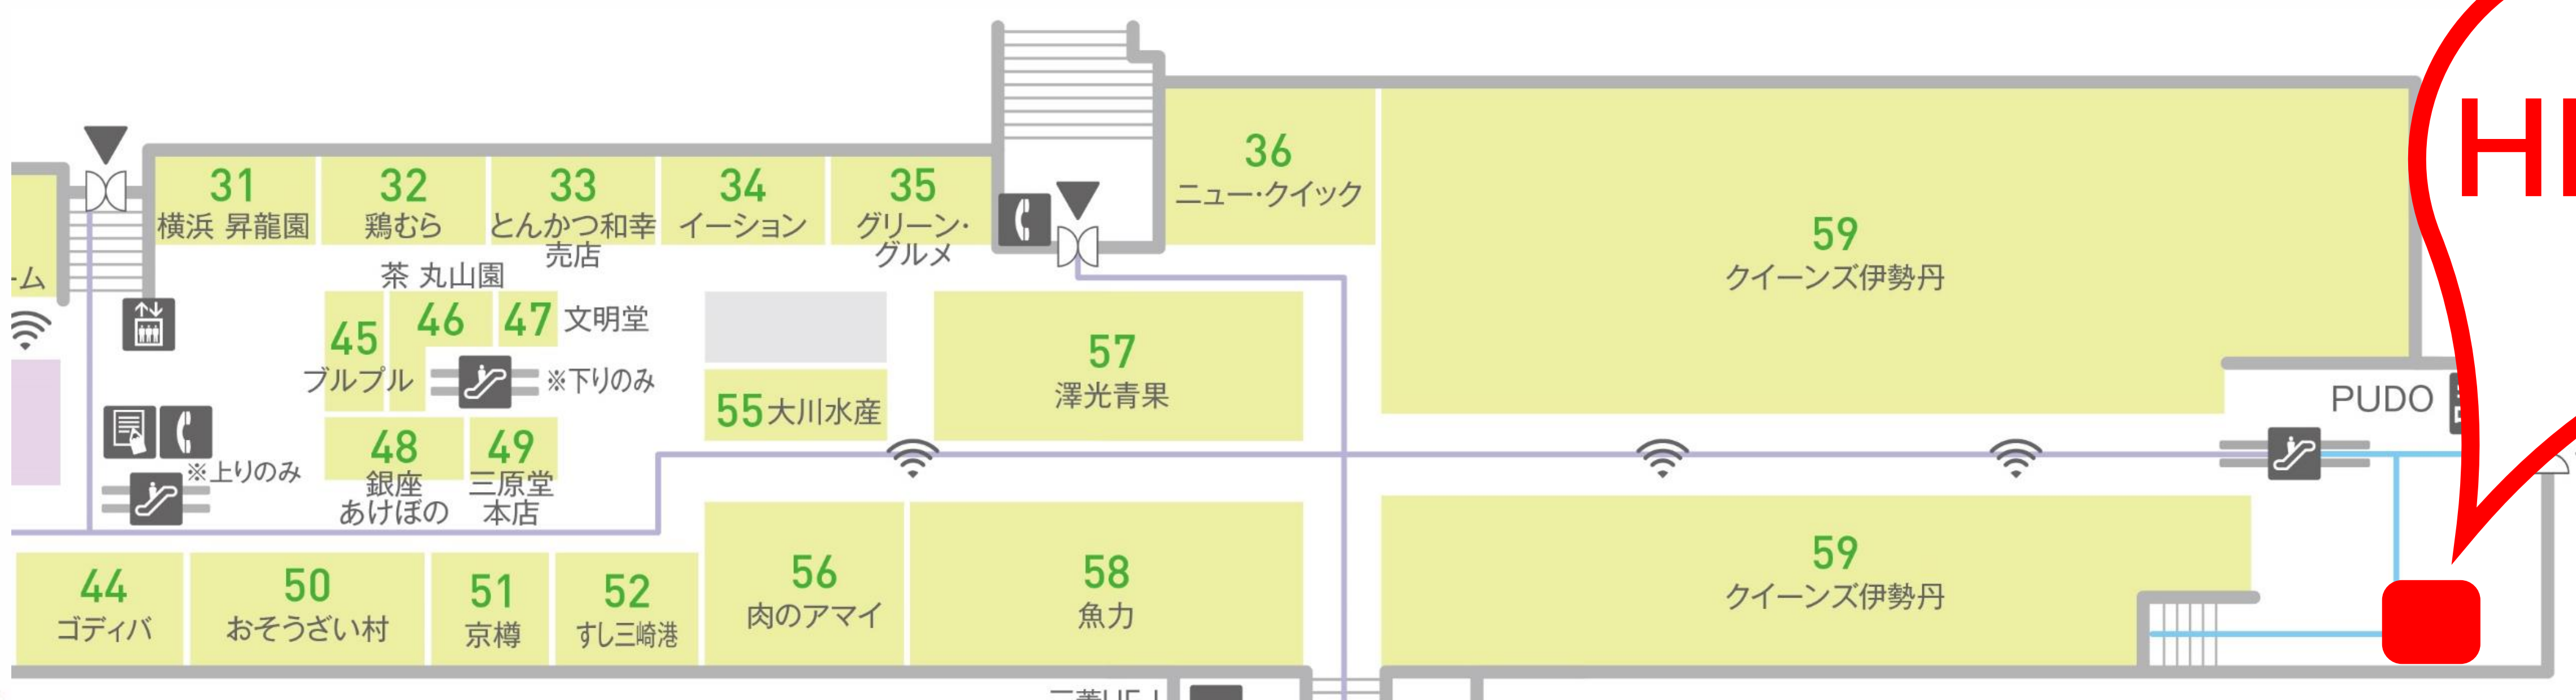 HI
36
ニュー・クイック
31
横浜 昇龍園
32
鶏むら
33
とんかつ和幸
売店
34
イーション
35
グリーン・
グルメ
59
クイーンズ伊勢丹
ーム
茶 丸山園
45
ブルプル
46
47
文明堂
※下りのみ
57
澤光青果
55
大川水産
PUDO
48
銀座
あけぼの
49
三原堂
本店
※上りのみ
44
ゴディバ
50
おそうざい村
51
京樽
52
すし三崎港
56
肉のアマイ
58
魚力
59
クイーンズ伊勢丹